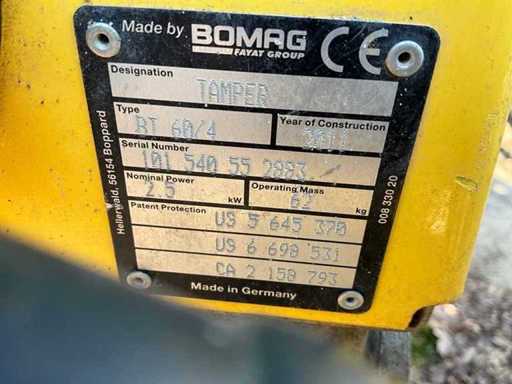 Made by BOMAG CE
FAYAT GROUP
Designation
TAMPER
Type Year of Construction
BT 60/4 2011
Serial Number
101 540 55 2883
Nominal Power Operating Mass
2.5 kW 62 kg
Patent Protection
US 5 645 370
US 6 698 531
CA 2 158 793
Made in Germany
Hellerwald, 56154 Boppard
008 330 20